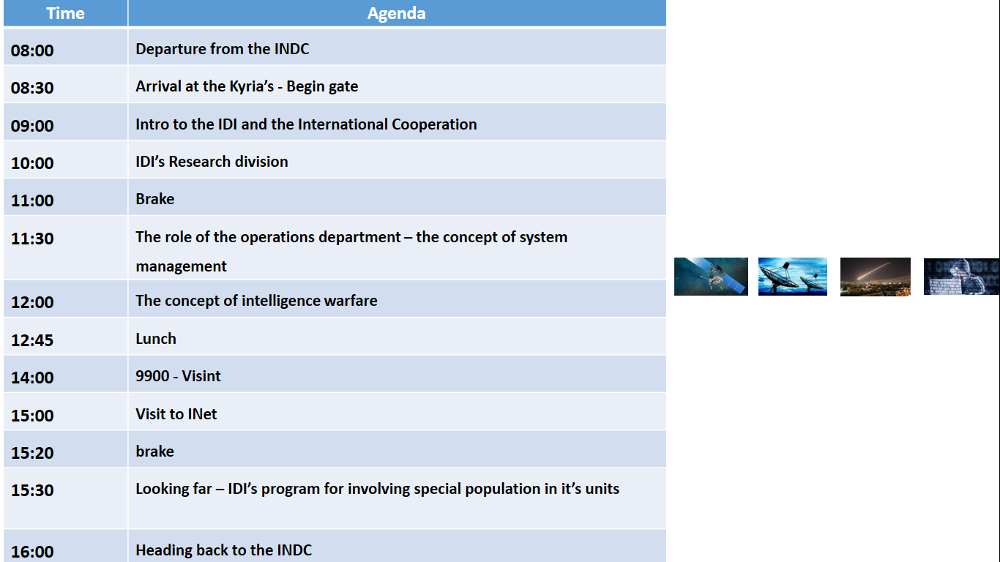 Time Agenda
08:00 Departure from the INDC
08:30 Arrival at the Kyria’s - Begin gate
09:00 Intro to the IDI and the International Cooperation
10:00 IDI’s Research division
11:00 Brake
11:30 The role of the operations department – the concept of system
management
12:00 The concept of intelligence warfare
12:45 Lunch
14:00 9900 - Visint
15:00 Visit to INet
15:20 brake
15:30 Looking far – IDI’s program for involving special population in it’s units
16:00 Heading back to the INDC